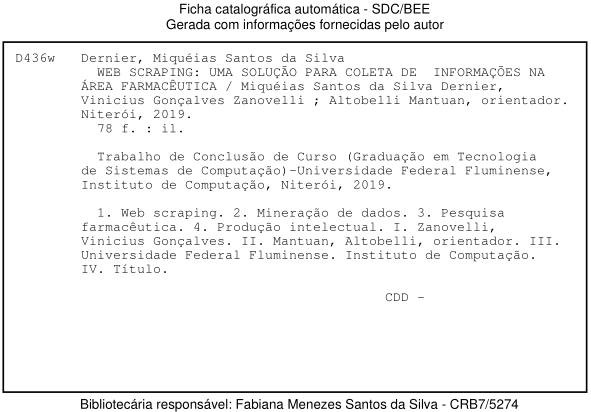 Ficha catalográfica automática - SDC/BEE
Gerada com informações fornecidas pelo autor
D436w Dernier, Miquéias Santos da Silva
WEB SCRAPING: UMA SOLUÇÃO PARA COLETA DE INFORMAÇÕES NA
ÁREA FARMACÊUTICA / Miquéias Santos da Silva Dernier,
Vinicius Gonçalves Zanovelli ; Altobelli Mantuan, orientador.
Niterói, 2019.
78 f. : il.
Trabalho de Conclusão de Curso (Graduação em Tecnologia
de Sistemas de Computação)-Universidade Federal Fluminense,
Instituto de Computação, Niterói, 2019.
1. Web scraping. 2. Mineração de dados. 3. Pesquisa
farmacêutica. 4. Produção intelectual. I. Zanovelli,
Vinicius Gonçalves. II. Mantuan, Altobelli, orientador. III.
Universidade Federal Fluminense. Instituto de Computação.
IV. Título.
CDD -
Bibliotecária responsável: Fabiana Menezes Santos da Silva - CRB7/5274